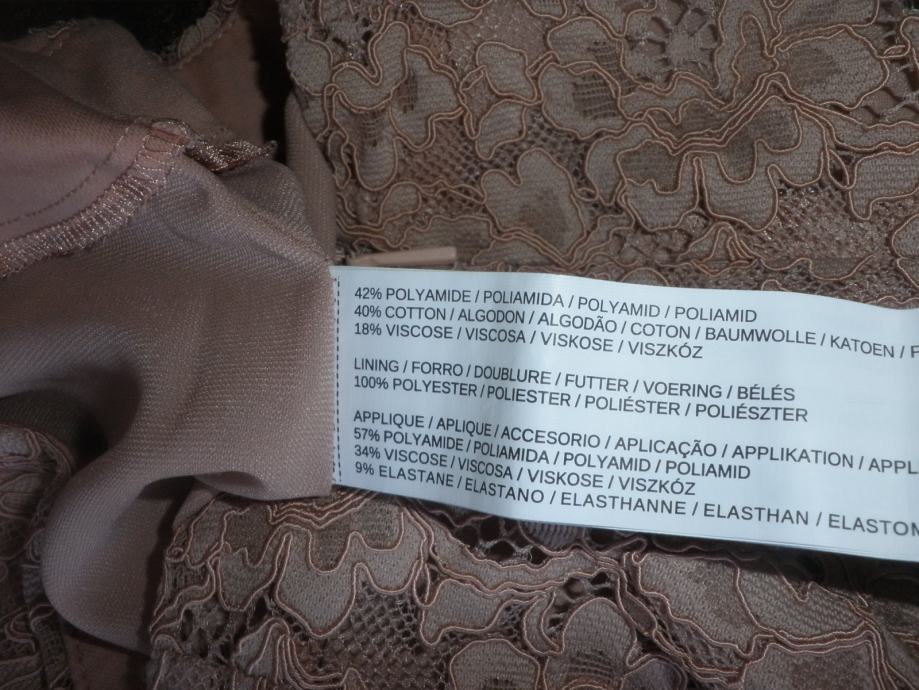 42% POLYAMIDE / POLIAMIDA / POLYAMID / POLIAMID
40% COTTON / ALGODON / ALGODÃO / COTON / BAUMWOLLE / KATOEN /
18% VISCOSE / VISCOSA / VISKOSE / VISZKÓZ
LINING / FORRO / DOUBLURE / FUTTER / VOERING / BÉLÉS
100% POLYESTER / POLIESTER / POLIÉSTER / POLIÉSZTER
APPLIQUE / APLIQUE / ACCESORIO / APLICAÇÃO / APPLIKATION /
57% POLYAMIDE / POLIAMIDA / POLYAMID / POLIAMID
34% VISCOSE / VISCOSA / VISKOSE / VISZKÓZ
9% ELASTANE / ELASTANO / ELASTHANNE / ELASTHAN /